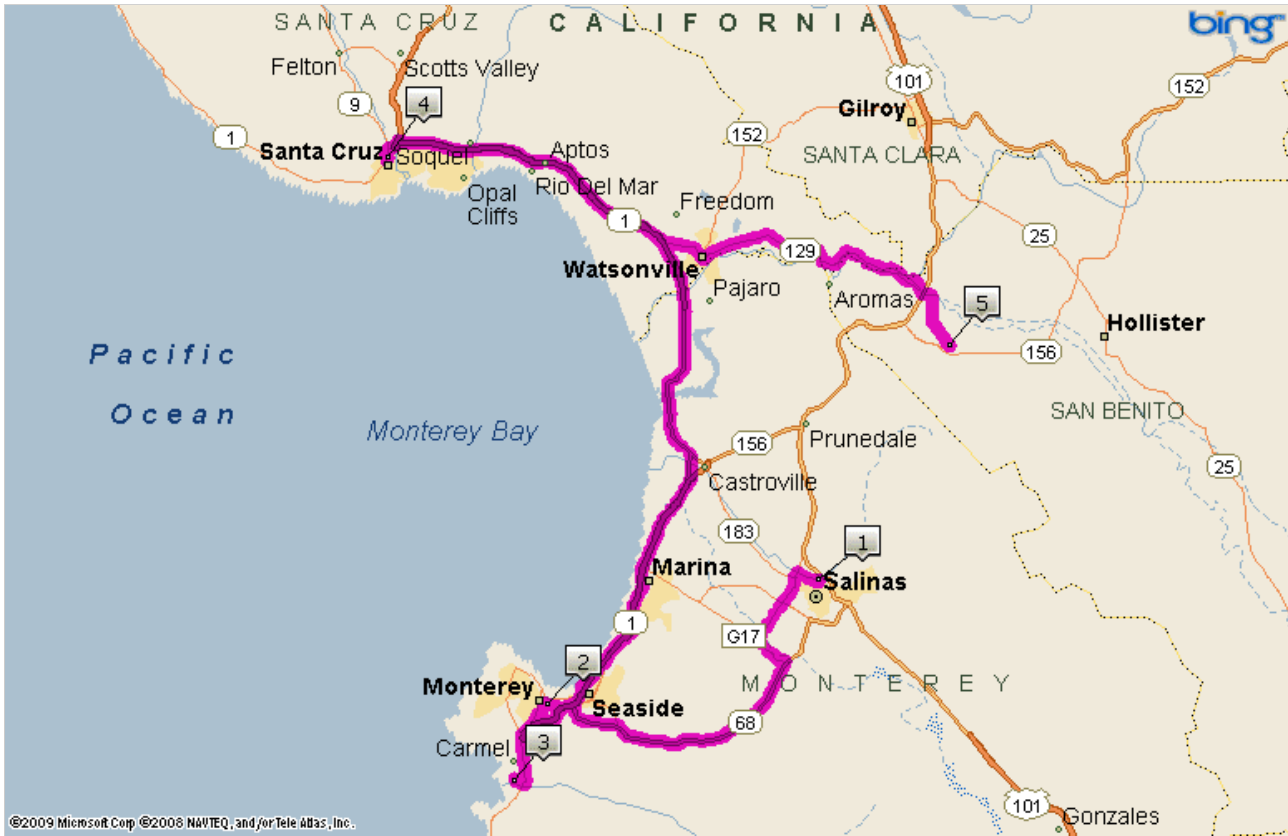 SANTA CRUZ
CALIFORNIA
bing™
Felton
Scotts Valley
101
152
9
4
Gilroy
1
152
Santa Cruz
Soquel
Aptos
SANTA CLARA
Opal
Cliffs
Rio Del Mar
Freedom
1
129
25
Watsonville
Pajaro
Aromas
5
Hollister
156
Pacific
Ocean
Monterey Bay
SAN BENITO
156
Prunedale
25
Castroville
183
1
Marina
Salinas
1
G17
2
MONTEREY
Monterey
Seaside
68
Carmel
3
101
Gonzales
©2009 Microsoft Corp ©2008 NAVTEQ, and/or Tele Atlas, Inc.